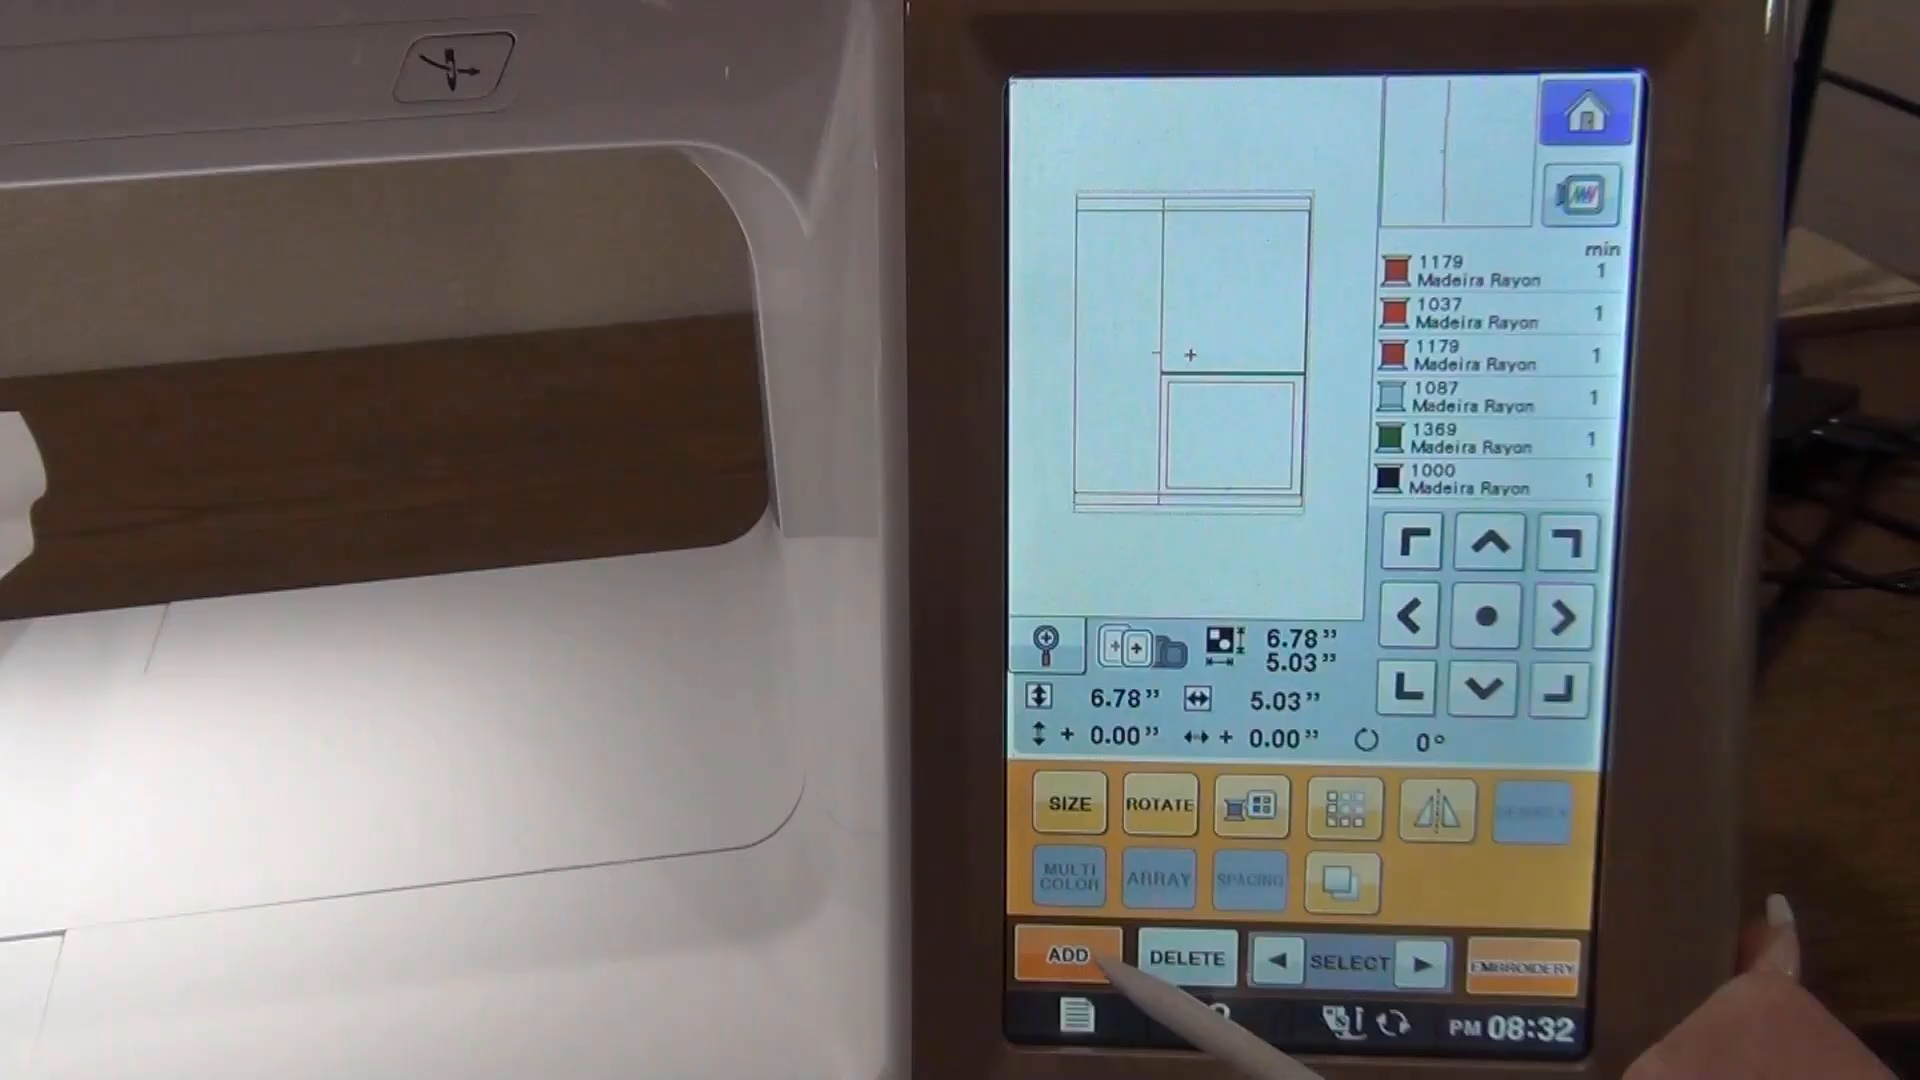 min
1179 1
Madeira Rayon
1037 1
Madeira Rayon
1179 1
Madeira Rayon
1087 1
Madeira Rayon
1369 1
Madeira Rayon
1000 1
Madeira Rayon
6.78”
5.03”
6.78” 5.03”
+ 0.00” + 0.00” 0°
SIZE ROTATE
MULTI
COLOR ARRAY SPACING
ADD DELETE SELECT EMBROIDERY
PM 08:32